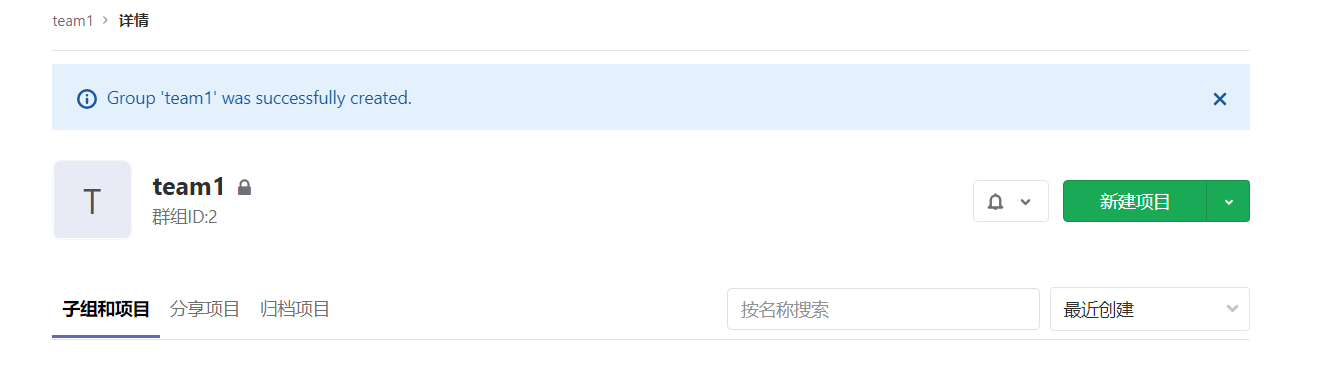 team1 > 详情
Group 'team1' was successfully created.
T
team1
群组ID:2
新建项目
子组和项目 分享项目 归档项目 按名称搜索 最近创建